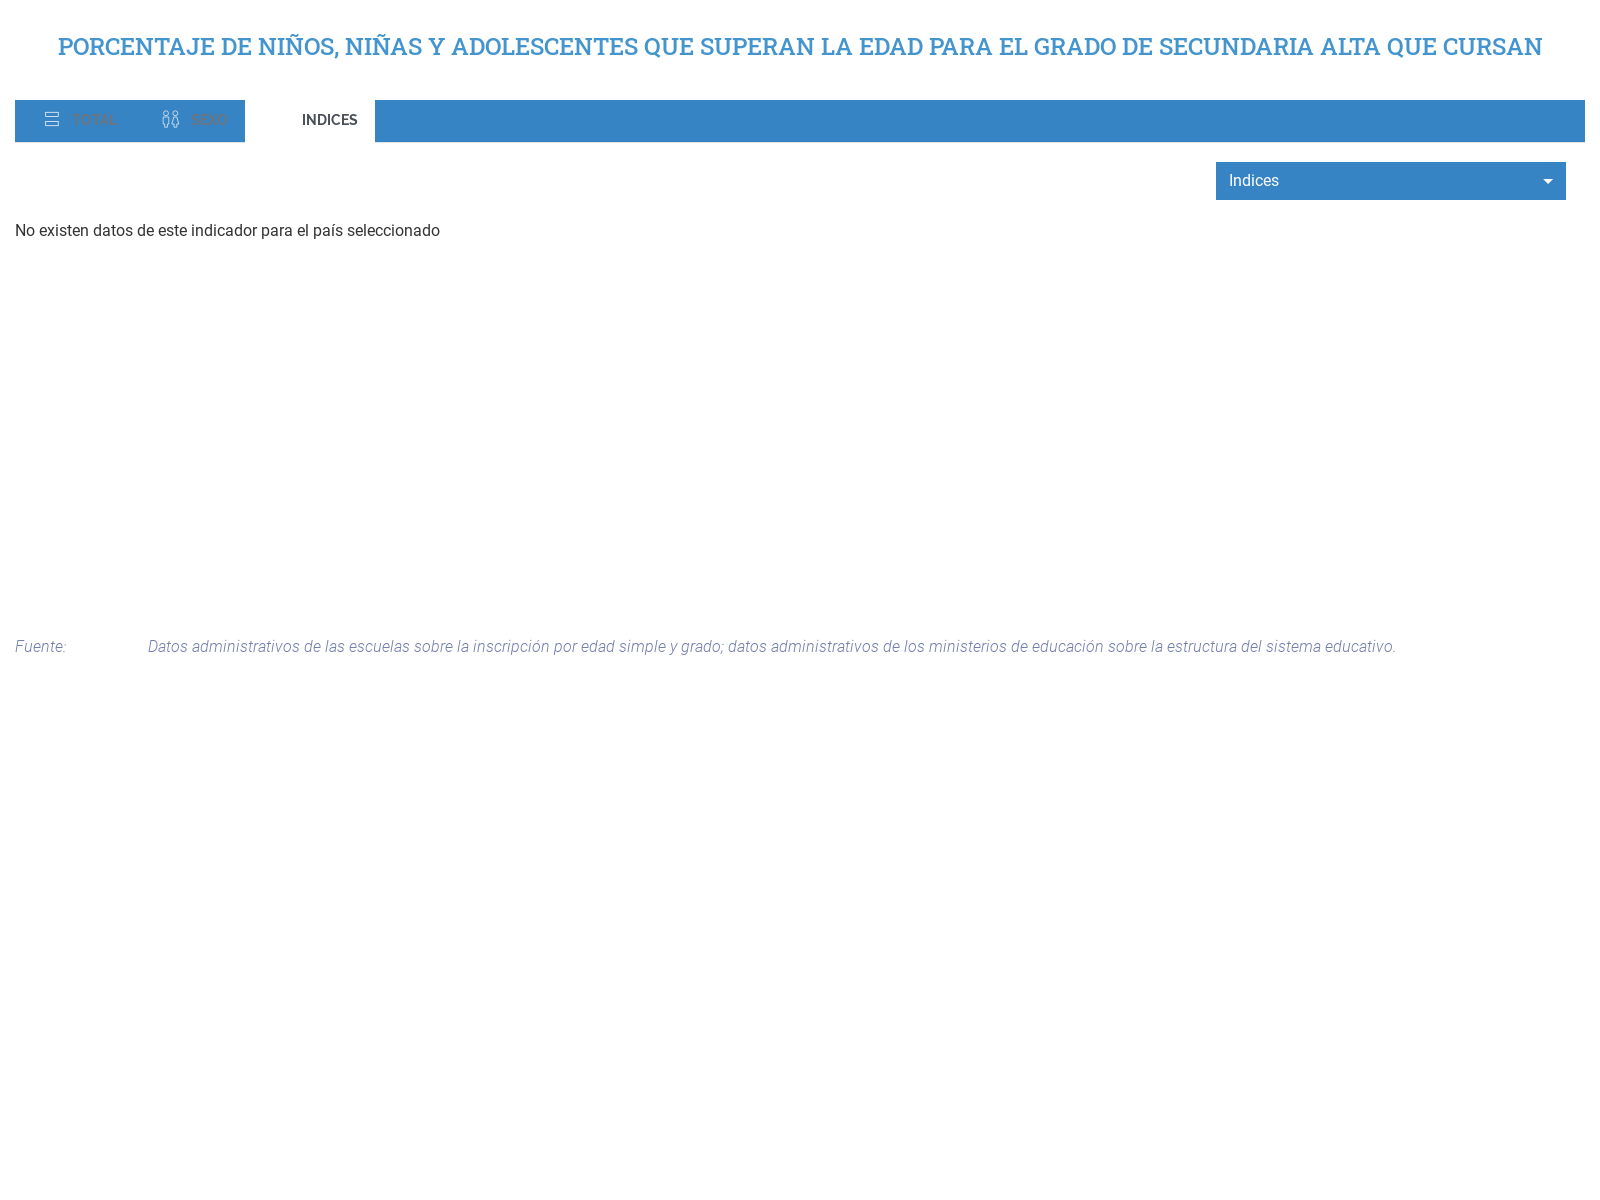 PORCENTAJE DE NIÑOS, NIÑAS Y ADOLESCENTES QUE SUPERAN LA EDAD PARA EL GRADO DE SECUNDARIA ALTA QUE CURSAN
TOTAL SEXO INDICES
Indices
No existen datos de este indicador para el país seleccionado
Fuente: Datos administrativos de las escuelas sobre la inscripción por edad simple y grado; datos administrativos de los ministerios de educación sobre la estructura del sistema educativo.